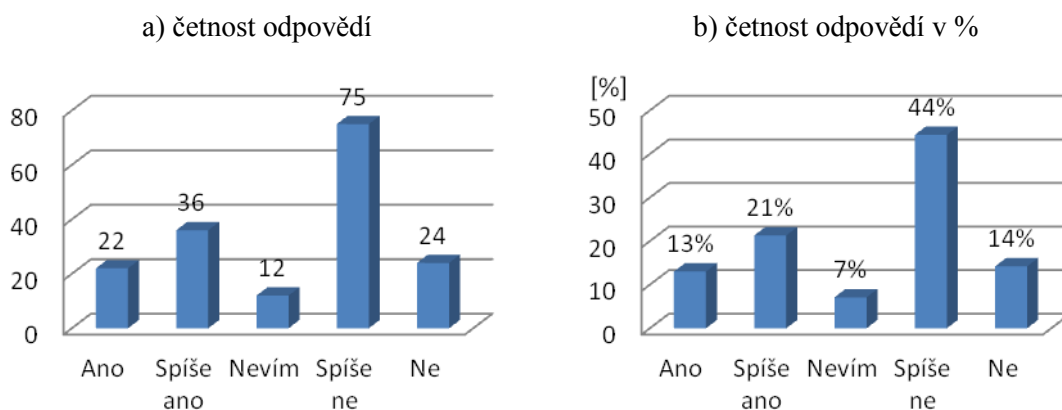 a) četnost odpovědí
80
60
40
20
0
22
36
12
75
24
Ano
Spíše
ano
Nevím
Spíše
ne
Ne
b) četnost odpovědí v %
[%]
50
40
30
20
10
0
13%
21%
7%
44%
14%
Ano
Spíše
ano
Nevím
Spíše
ne
Ne